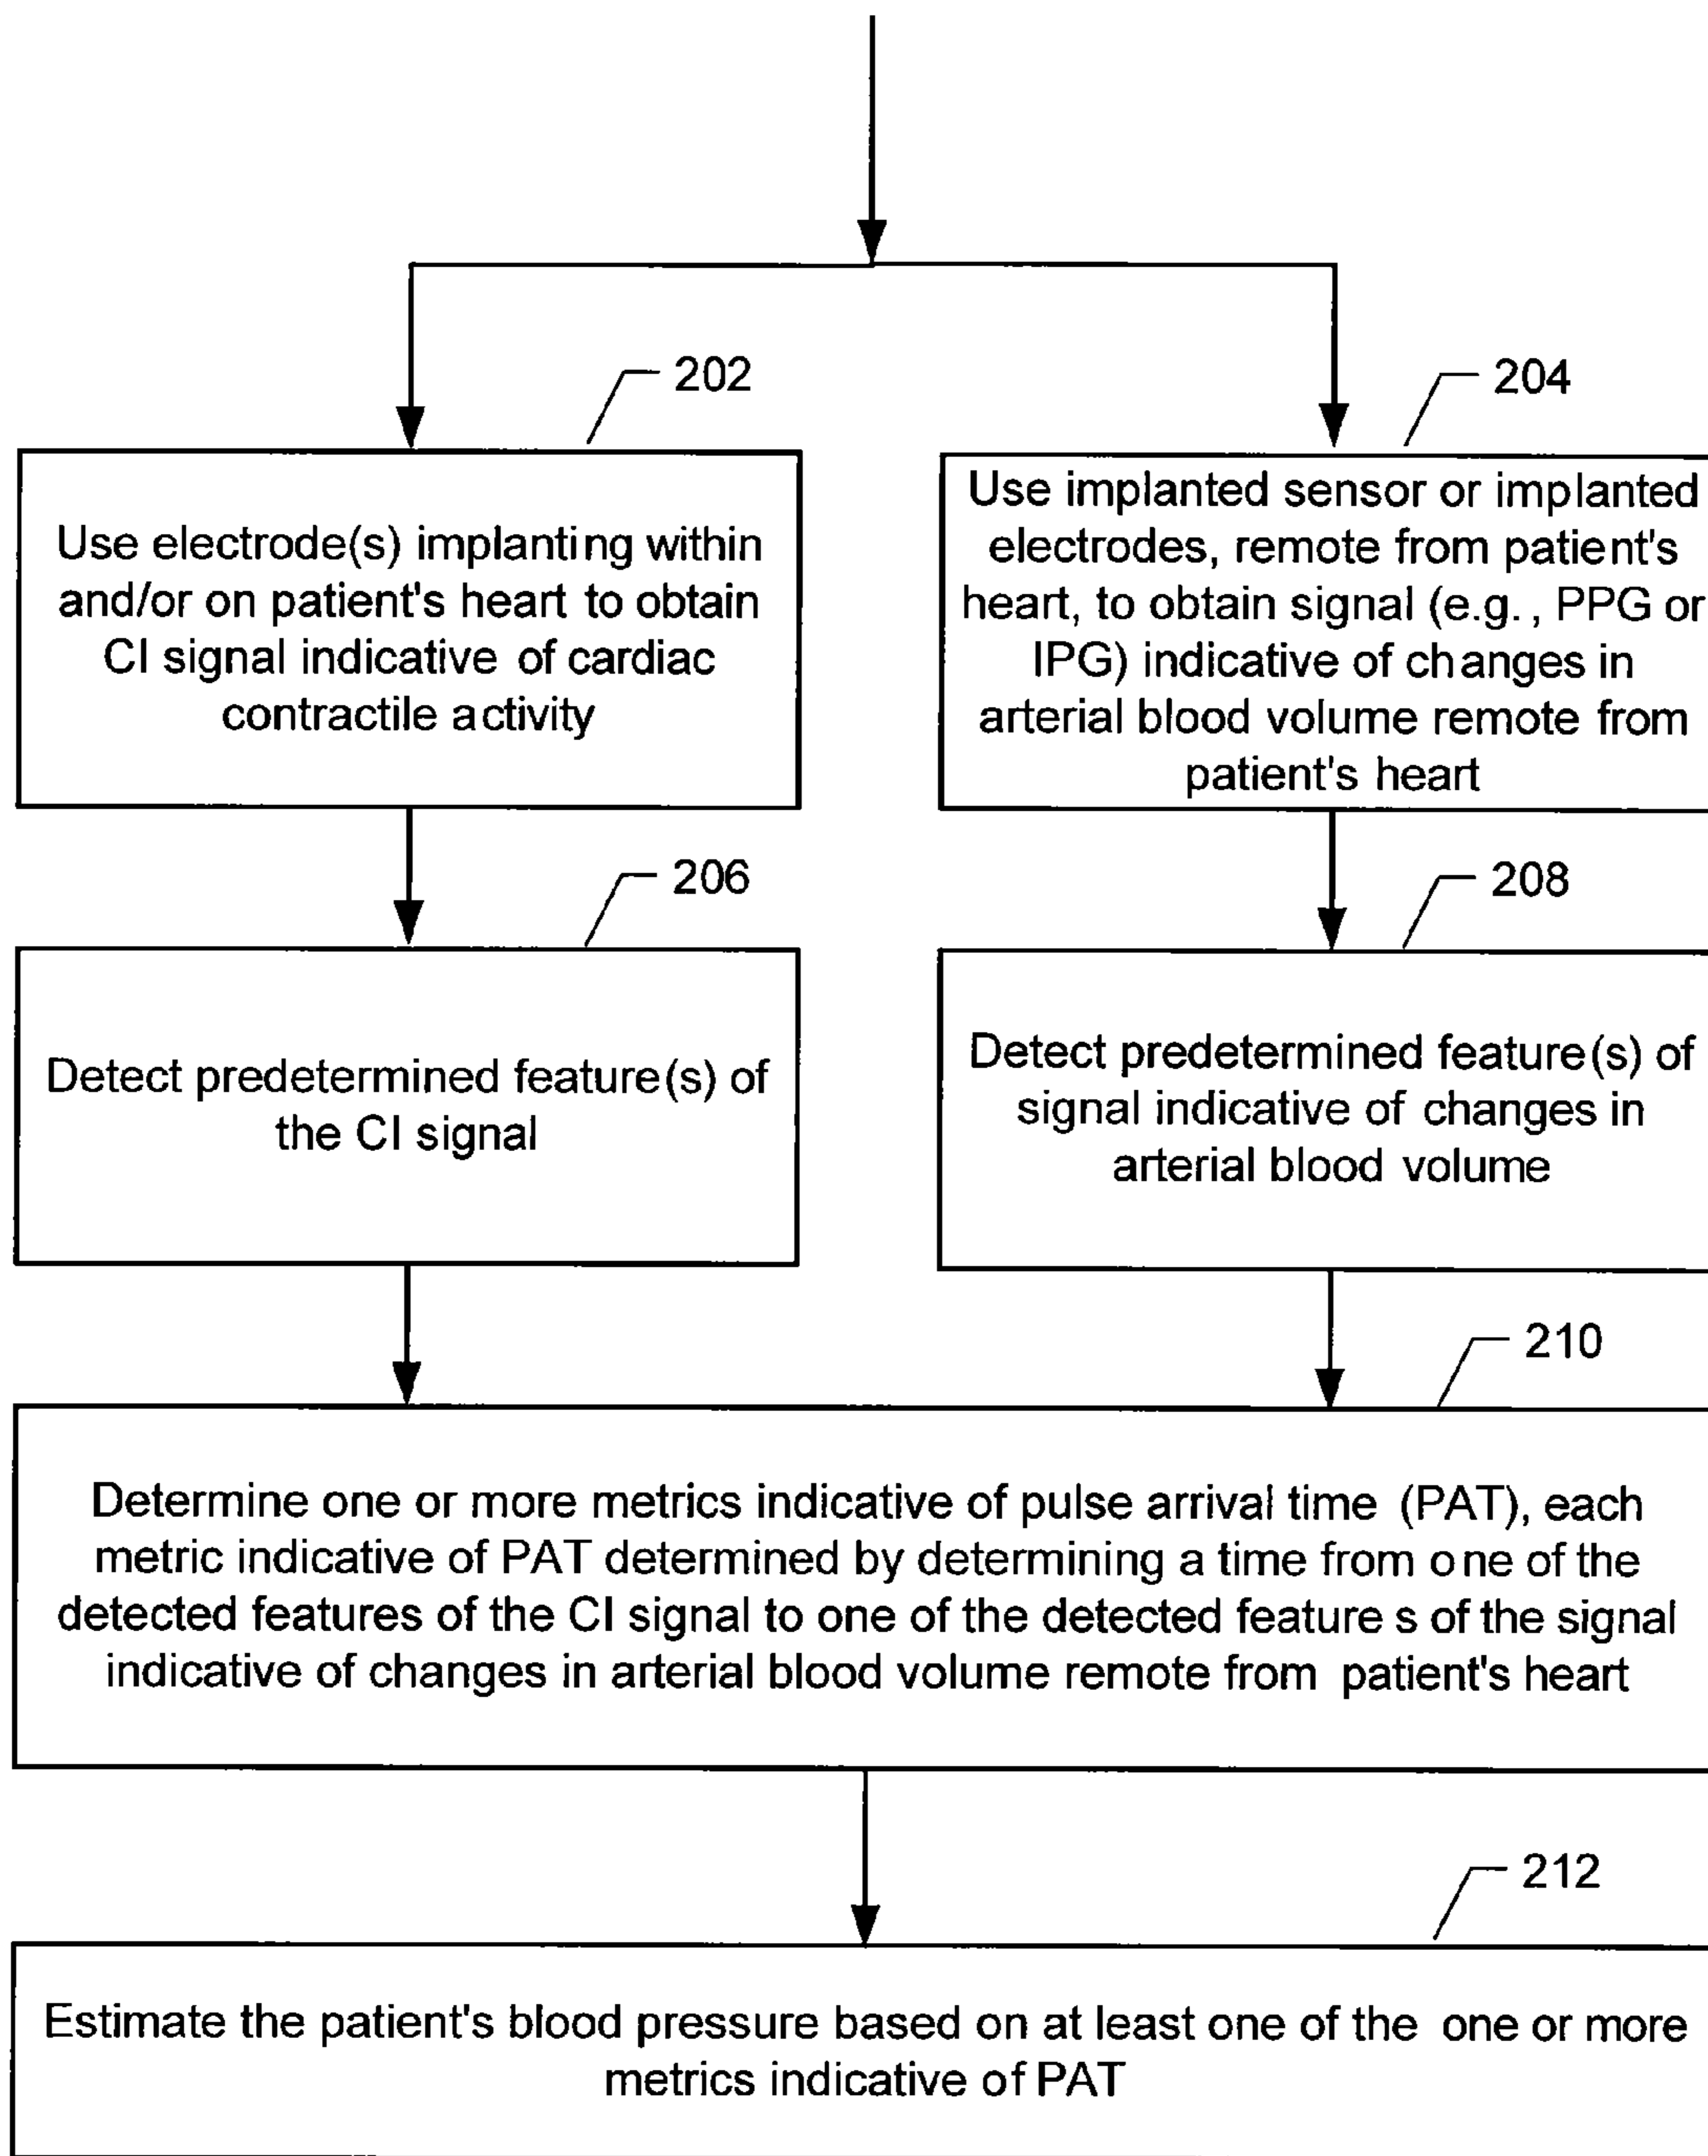 202
Use electrode(s) implanting within
and/or on patient's heart to obtain
CI signal indicative of cardiac
contractile activity
204
Use implanted sensor or implanted
electrodes, remote from patient's
heart, to obtain signal (e.g., PPG or
IPG) indicative of changes in
arterial blood volume remote from
patient's heart
206
Detect predetermined feature(s) of
the CI signal
208
Detect predetermined feature(s) of
signal indicative of changes in
arterial blood volume
210
Determine one or more metrics indicative of pulse arrival time (PAT), each
metric indicative of PAT determined by determining a time from one of the
detected features of the CI signal to one of the detected feature s of the signal
indicative of changes in arterial blood volume remote from patient's heart
212
Estimate the patient's blood pressure based on at least one of the one or more
metrics indicative of PAT